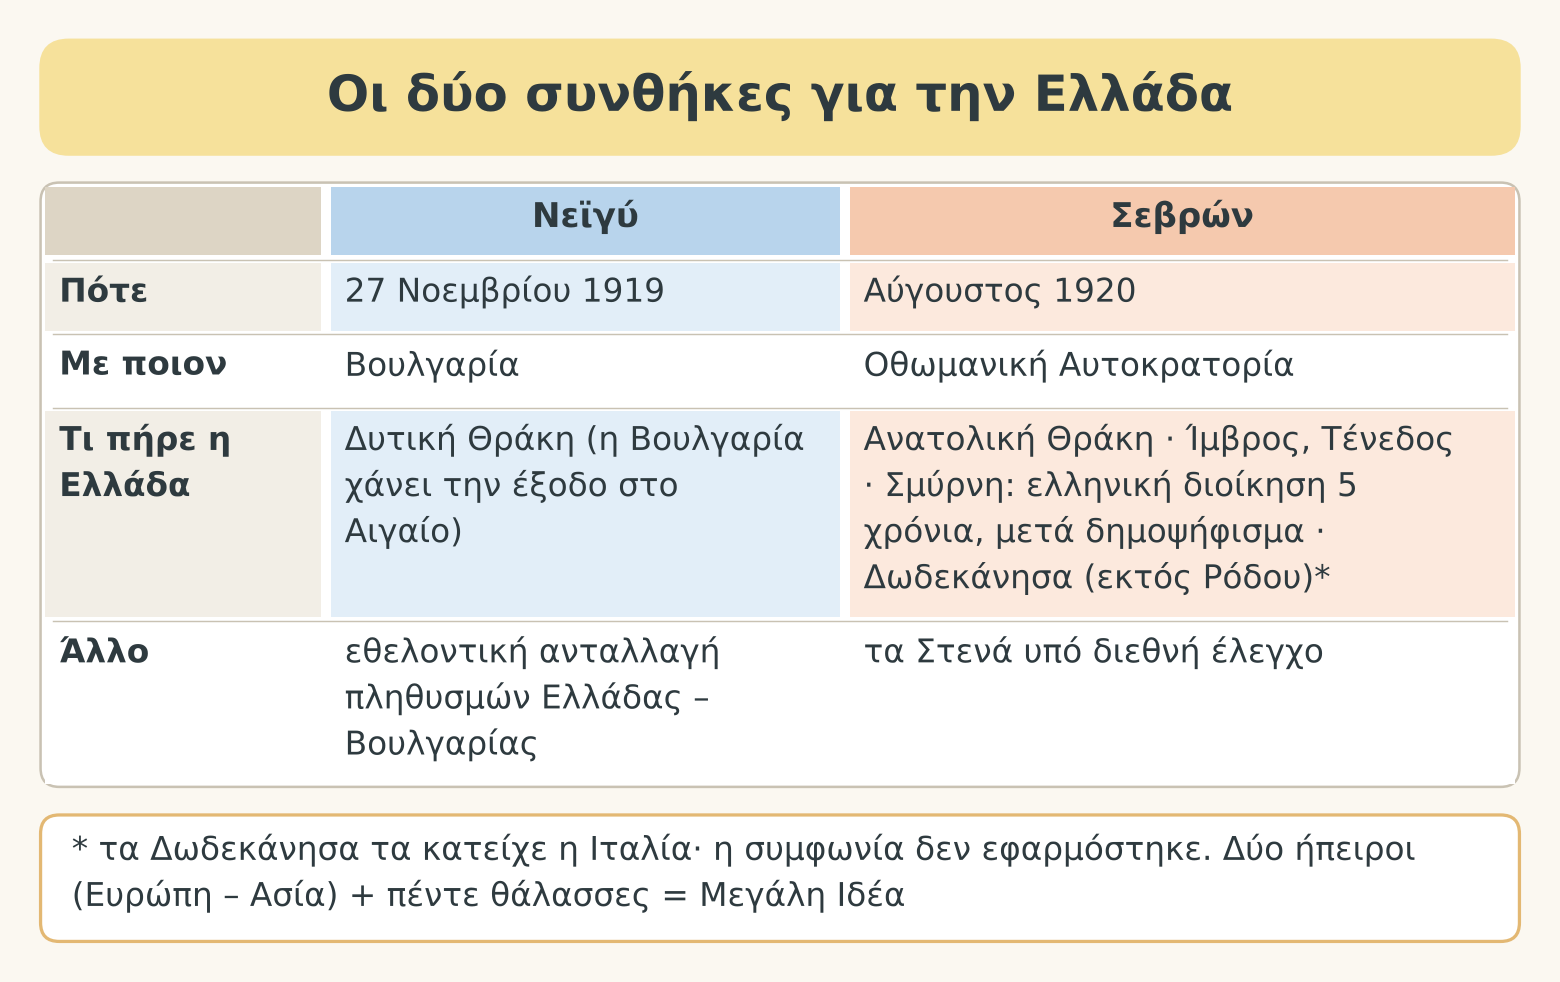 Οι δύο συνθήκες για την Ελλάδα
Νεϊγύ
Σεβρών
Πότε
27 Νοεμβρίου 1919
Αύγουστος 1920
Με ποιον
Βουλγαρία
Οθωμανική Αυτοκρατορία
Τι πήρε η
Ελλάδα
Δυτική Θράκη (η Βουλγαρία
χάνει την έξοδο στο
Αιγαίο)
Ανατολική Θράκη · Ίμβρος, Τένεδος
· Σμύρνη: ελληνική διοίκηση 5
χρόνια, μετά δημοψήφισμα ·
Δωδεκάνησα (εκτός Ρόδου)*
Άλλο
εθελοντική ανταλλαγή
πληθυσμών Ελλάδας –
Βουλγαρίας
τα Στενά υπό διεθνή έλεγχο
* τα Δωδεκάνησα τα κατείχε η Ιταλία· η συμφωνία δεν εφαρμόστηκε. Δύο ήπειροι
(Ευρώπη – Ασία) + πέντε θάλασσες = Μεγάλη Ιδέα